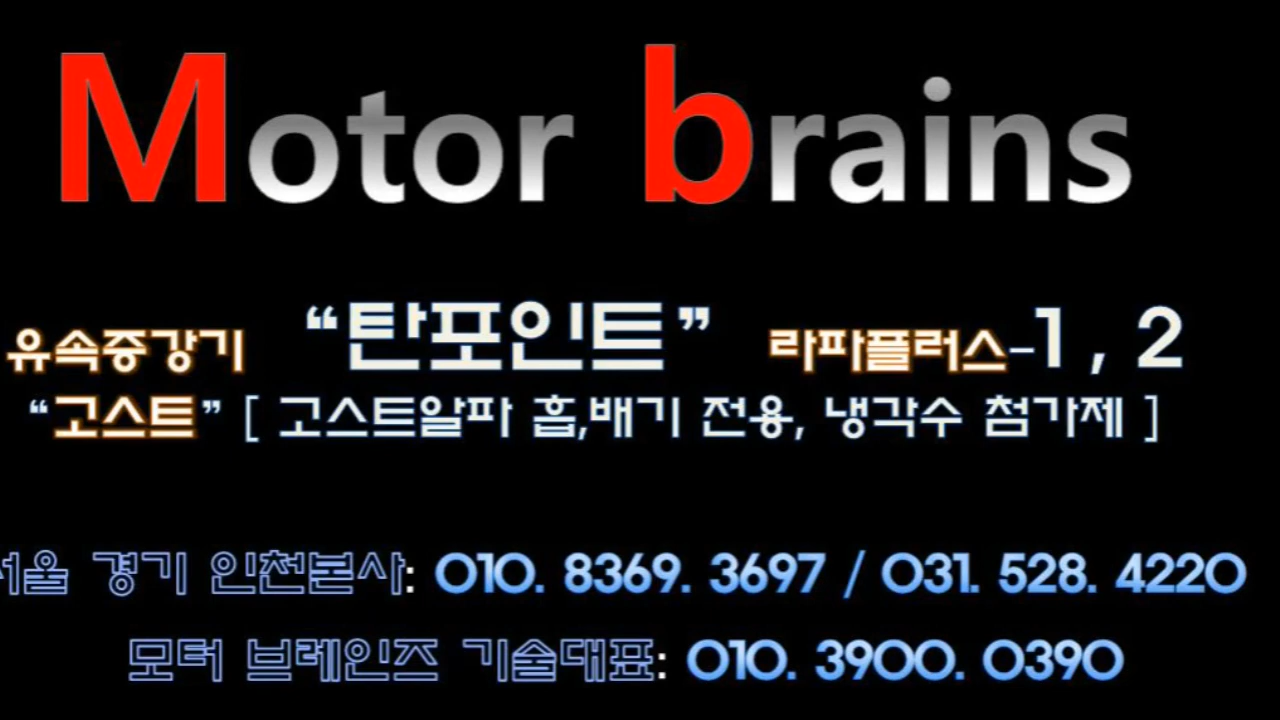 Motor brains
유속증강기 “탄포인트” 라파플러스-1 , 2
“고스트” [ 고스트알파 흡,배기 전용, 냉각수 첨가제 ]
서울 경기 인천본사: 010. 8369. 3697 / 031. 528. 4220
모터 브레인즈 기술대표: 010. 3900. 0390